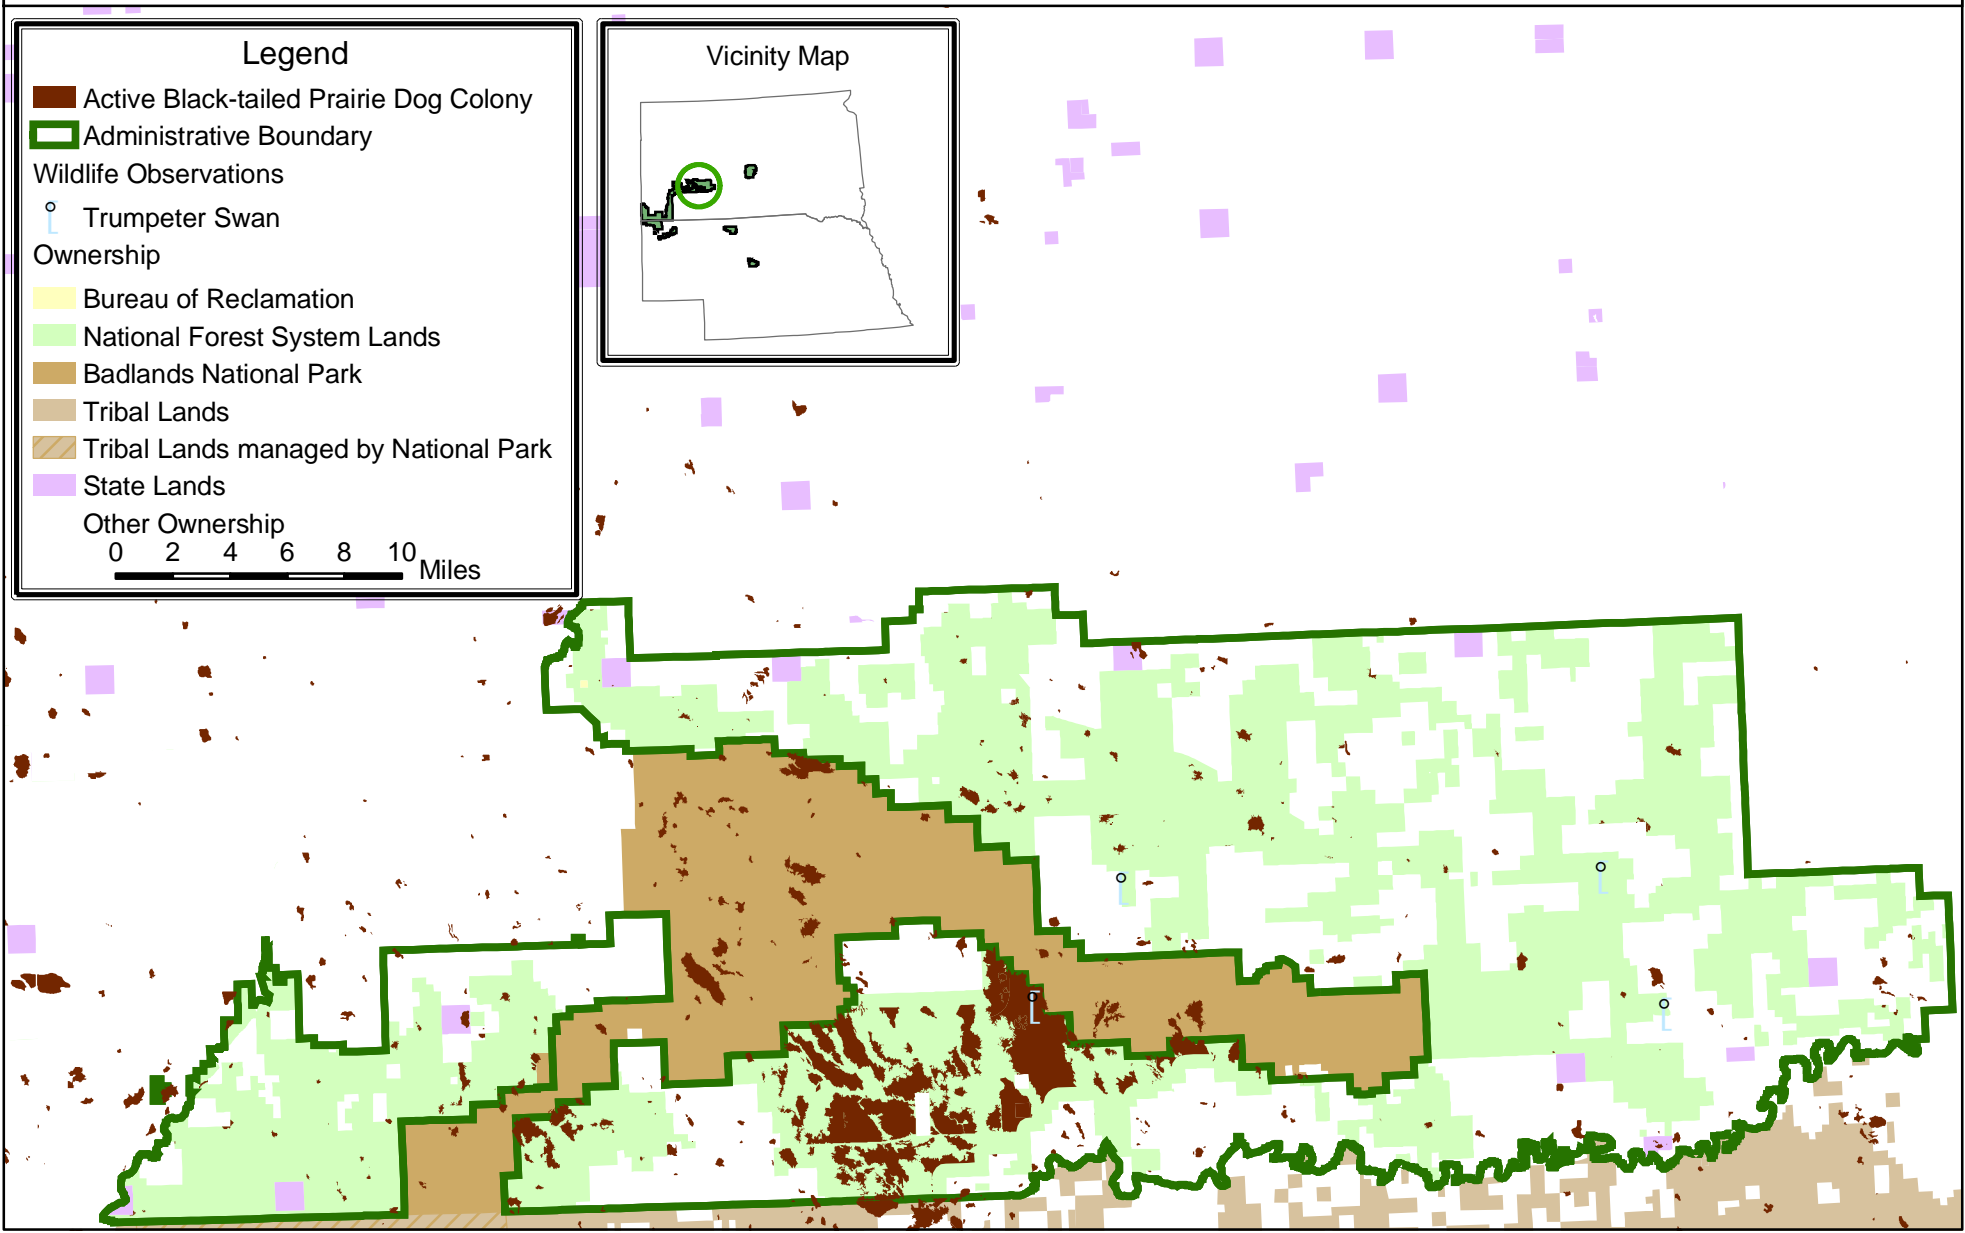 Legend
Active Black-tailed Prairie Dog Colony
Administrative Boundary
Wildlife Observations
Trumpeter Swan
Ownership
Bureau of Reclamation
National Forest System Lands
Badlands National Park
Tribal Lands
Tribal Lands managed by National Park
State Lands
Other Ownership
0 2 4 6 8 10
Miles
Vicinity Map